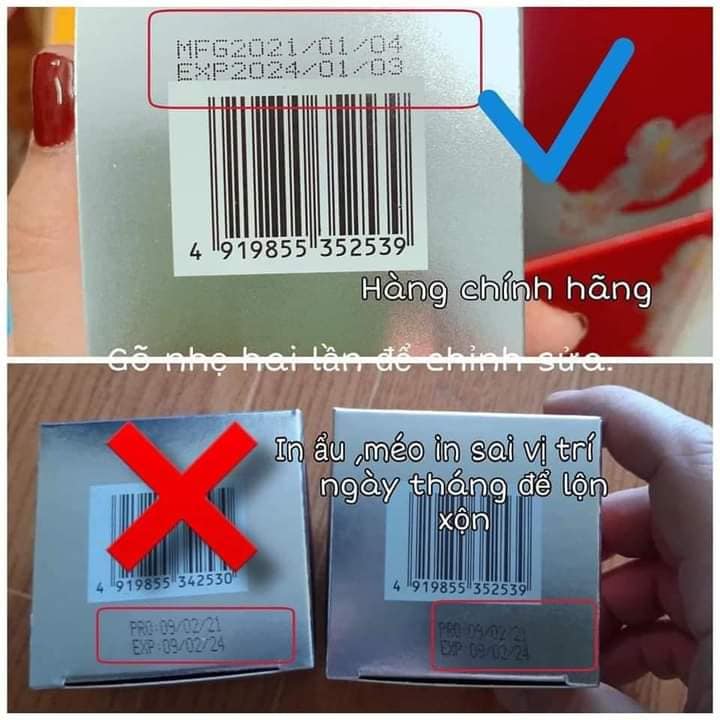 MFG2021/01/04
EXP2024/01/03
4 919855 352539
Hàng chính hãng
Gõ nhẹ hai lần để chỉnh sửa.
In ẩu ,méo in sai vị trí
ngày tháng để lộn
xộn
4 919855 342530
PRO:09/02/21
EXP:09/02/24
4 919855 352539
PRO:09/02/21
EXP:09/02/24